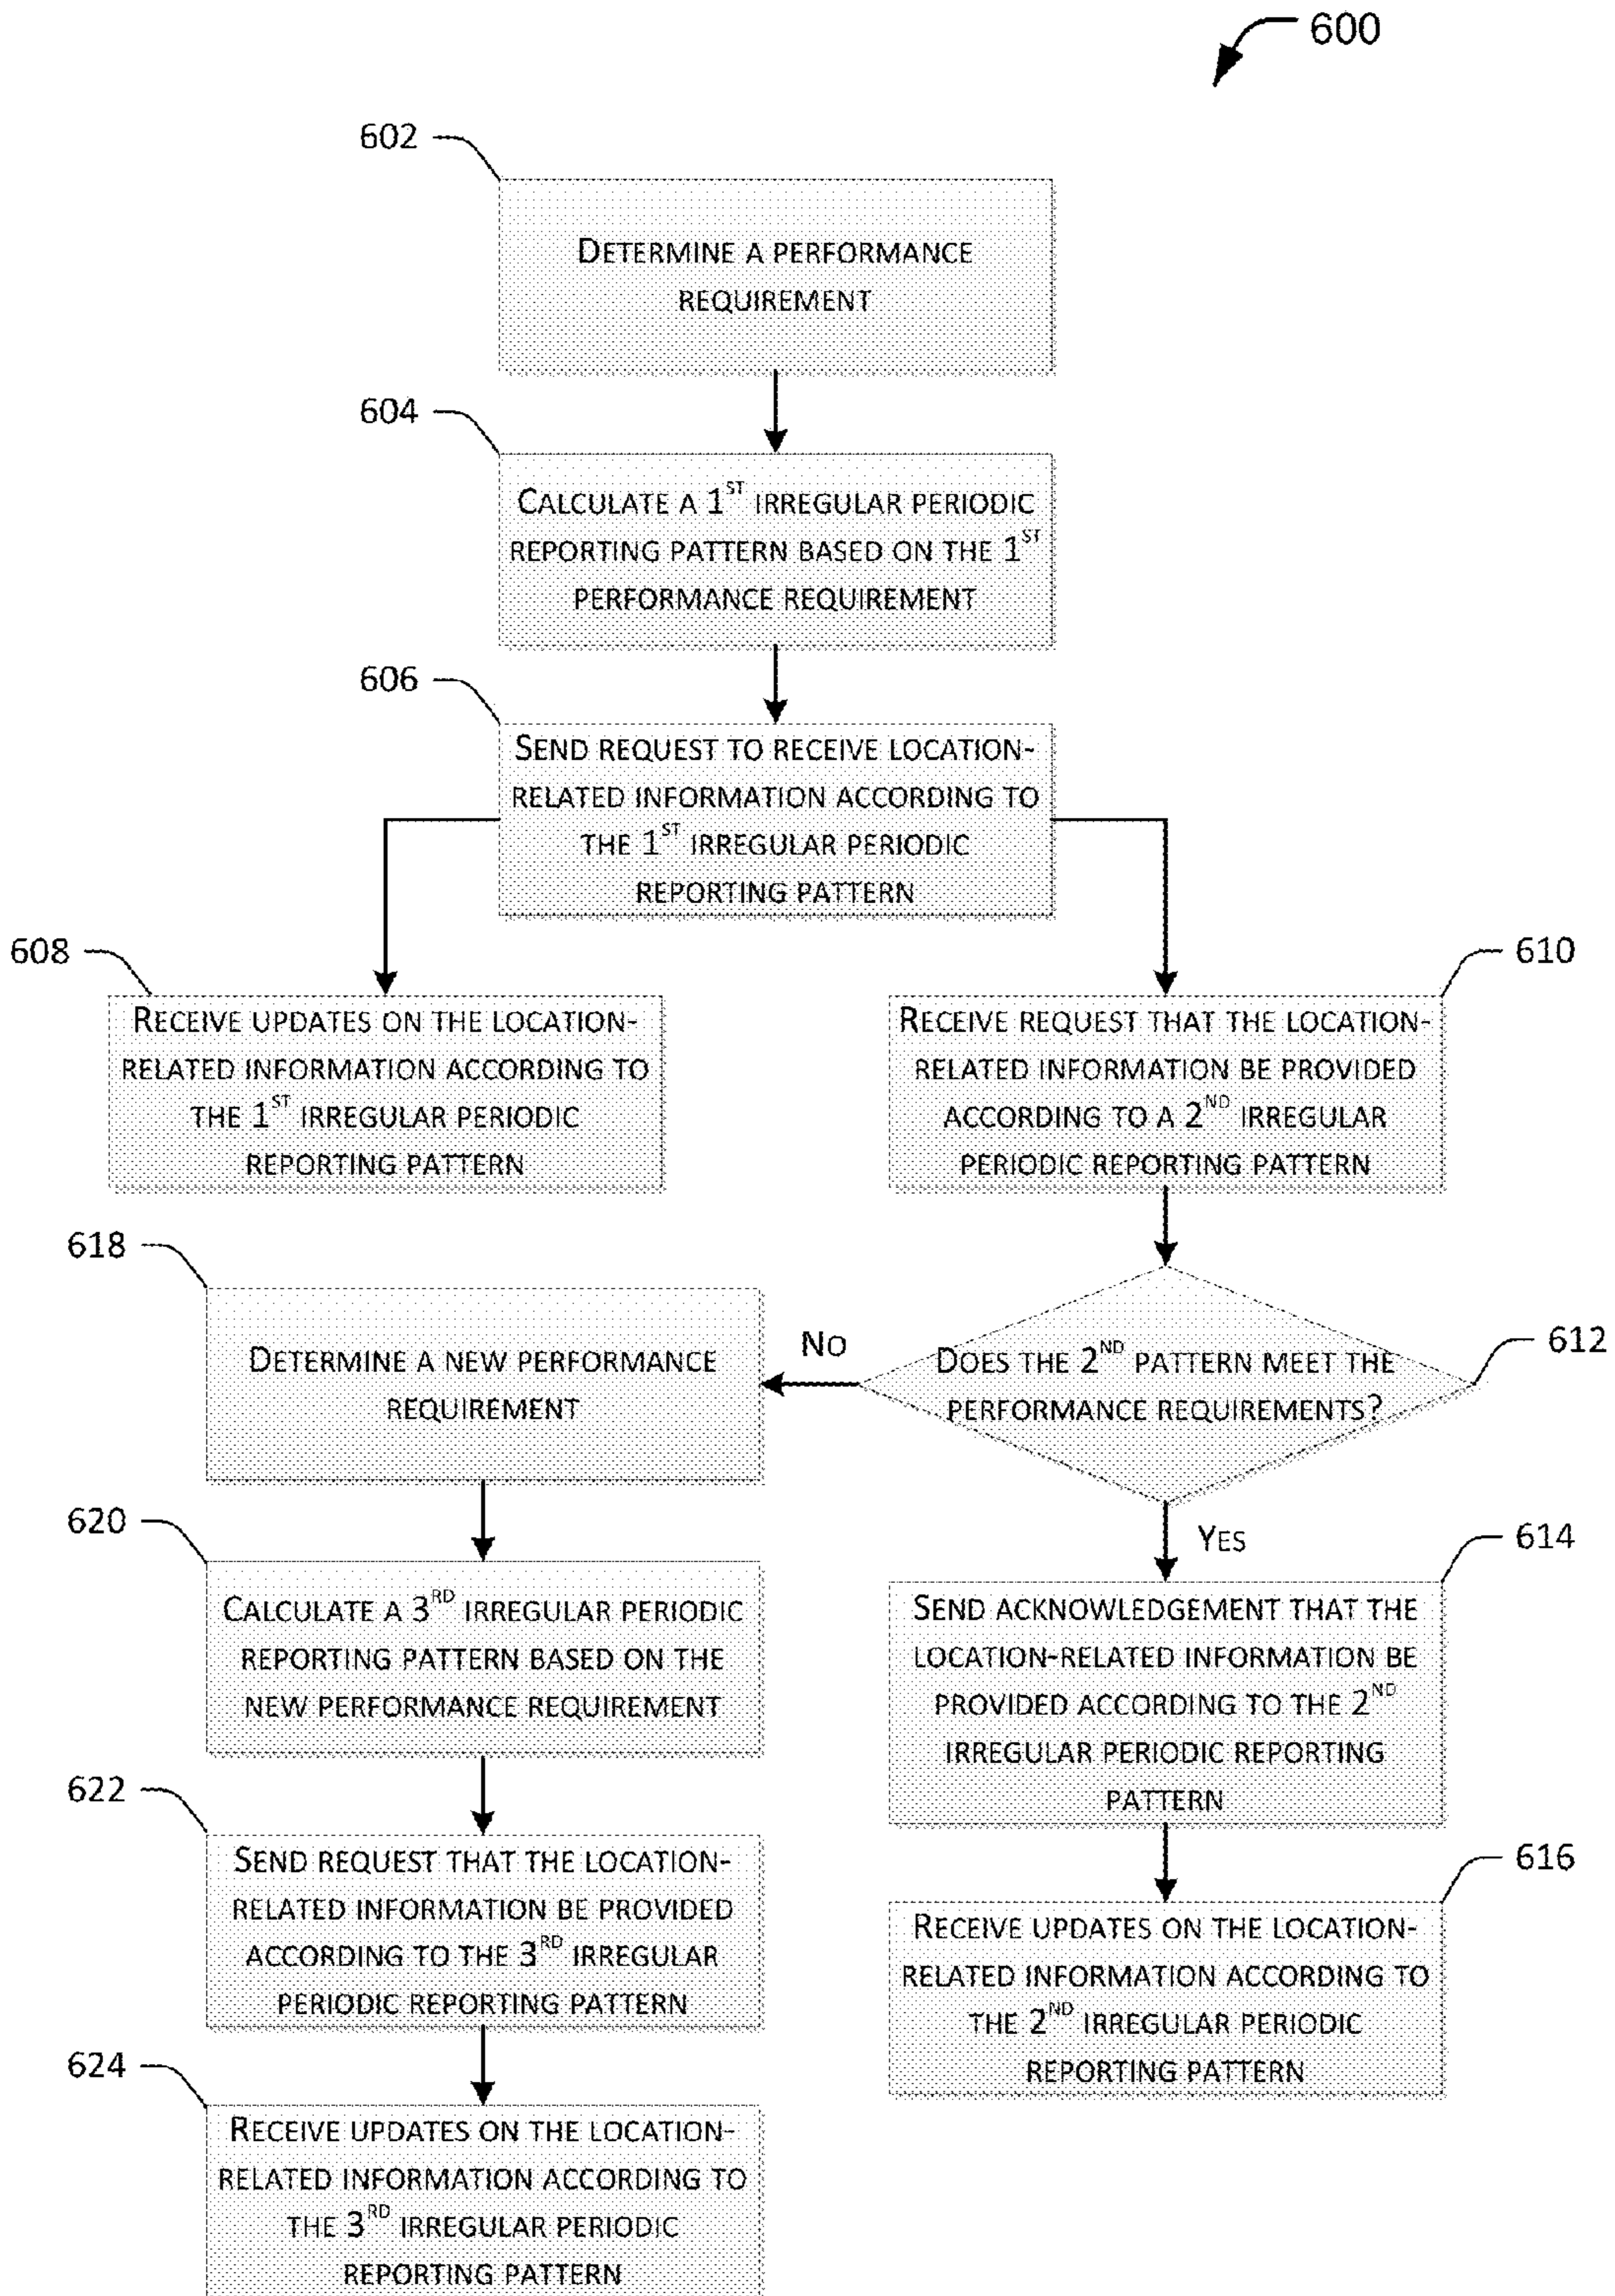 600
602
DETERMINE A PERFORMANCE
REQUIREMENT
604
CALCULATE A 1ST IRREGULAR PERIODIC
REPORTING PATTERN BASED ON THE 1ST
PERFORMANCE REQUIREMENT
606
SEND REQUEST TO RECEIVE LOCATION-
RELATED INFORMATION ACCORDING TO
THE 1ST IRREGULAR PERIODIC
REPORTING PATTERN
608
RECEIVE UPDATES ON THE LOCATION-
RELATED INFORMATION ACCORDING TO
THE 1ST IRREGULAR PERIODIC
REPORTING PATTERN
610
RECEIVE REQUEST THAT THE LOCATION-
RELATED INFORMATION BE PROVIDED
ACCORDING TO A 2ND IRREGULAR
PERIODIC REPORTING PATTERN
612
DOES THE 2ND PATTERN MEET THE
PERFORMANCE REQUIREMENTS?
NO
YES
614
SEND ACKNOWLEDGEMENT THAT THE
LOCATION-RELATED INFORMATION BE
PROVIDED ACCORDING TO THE 2ND
IRREGULAR PERIODIC REPORTING
PATTERN
616
RECEIVE UPDATES ON THE LOCATION-
RELATED INFORMATION ACCORDING TO
THE 2ND IRREGULAR PERIODIC
REPORTING PATTERN
618
DETERMINE A NEW PERFORMANCE
REQUIREMENT
620
CALCULATE A 3RD IRREGULAR PERIODIC
REPORTING PATTERN BASED ON THE
NEW PERFORMANCE REQUIREMENT
622
SEND REQUEST THAT THE LOCATION-
RELATED INFORMATION BE PROVIDED
ACCORDING TO THE 3RD IRREGULAR
PERIODIC REPORTING PATTERN
624
RECEIVE UPDATES ON THE LOCATION-
RELATED INFORMATION ACCORDING TO
THE 3RD IRREGULAR PERIODIC
REPORTING PATTERN